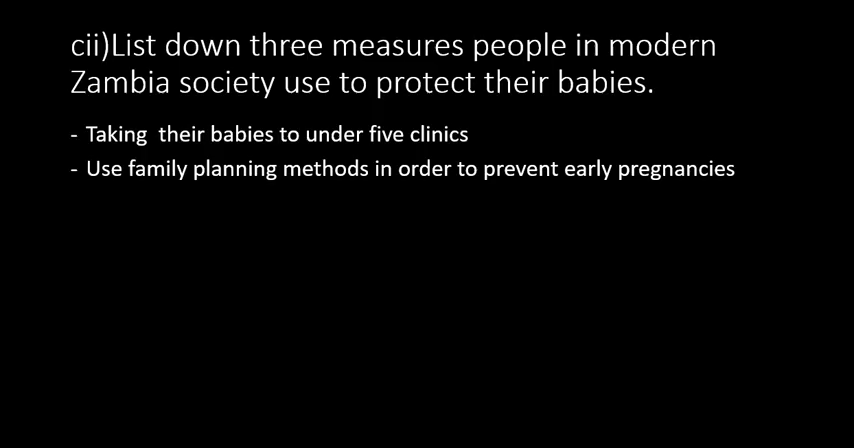 cii)List down three measures people in modern
Zambia society use to protect their babies.
- Taking  their babies to under five clinics
- Use family planning methods in order to prevent early pregnancies